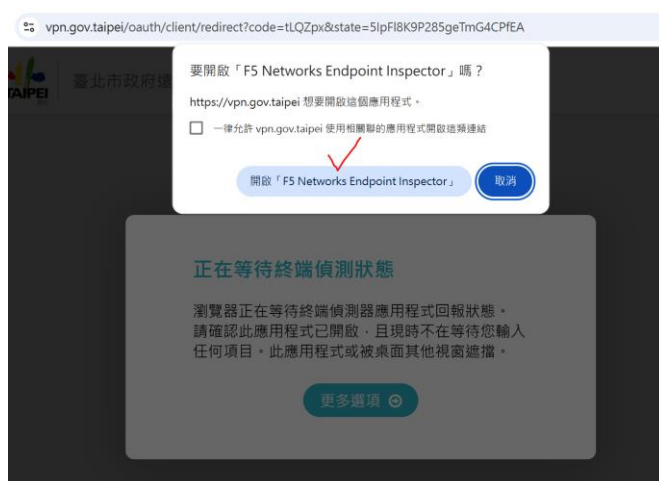 vpn.gov.taipei/oauth/client/redirect?code=tLQZpx&state=5IpFl8K9P285geTmG4CPfEA
TAIPEI
臺北市政府遠
要開啟「F5 Networks Endpoint Inspector」嗎？
https://vpn.gov.taipei 想要開啟這個應用程式。
一律允許 vpn.gov.taipei 使用相關聯的應用程式開啟這類連結
開啟「F5 Networks Endpoint Inspector」
取消
正在等待終端偵測狀態
瀏覽器正在等待終端偵測器應用程式回報狀態。
請確認此應用程式已開啟，且現時不在等待您輸入
任何項目。此應用程式或被桌面其他視窗遮擋。
更多選項